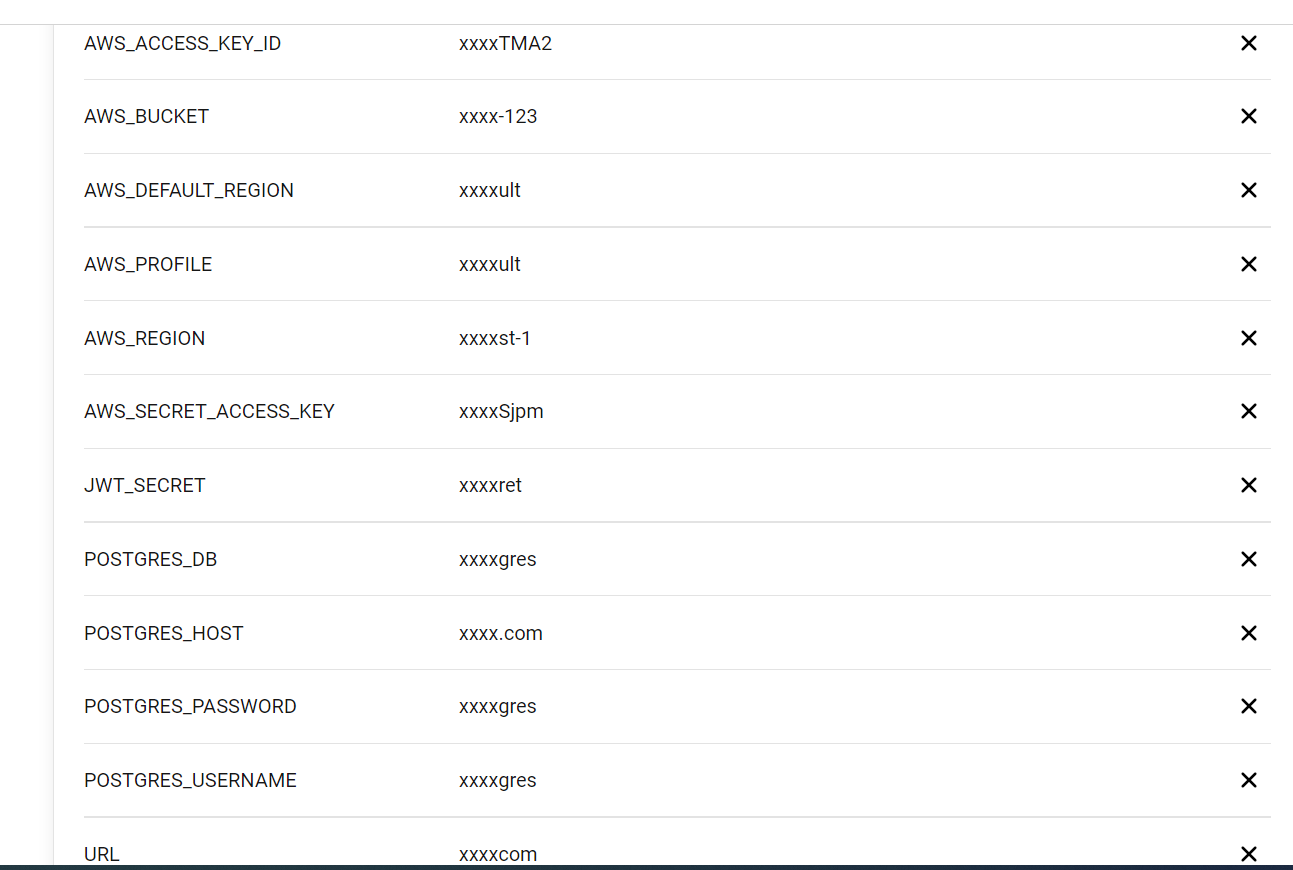 AWS_ACCESS_KEY_ID xxxxTMA2
AWS_BUCKET xxxx-123
AWS_DEFAULT_REGION xxxxult
AWS_PROFILE xxxxult
AWS_REGION xxxxst-1
AWS_SECRET_ACCESS_KEY xxxxSjpm
JWT_SECRET xxxxret
POSTGRES_DB xxxxgres
POSTGRES_HOST xxxx.com
POSTGRES_PASSWORD xxxxgres
POSTGRES_USERNAME xxxxgres
URL xxxxcom